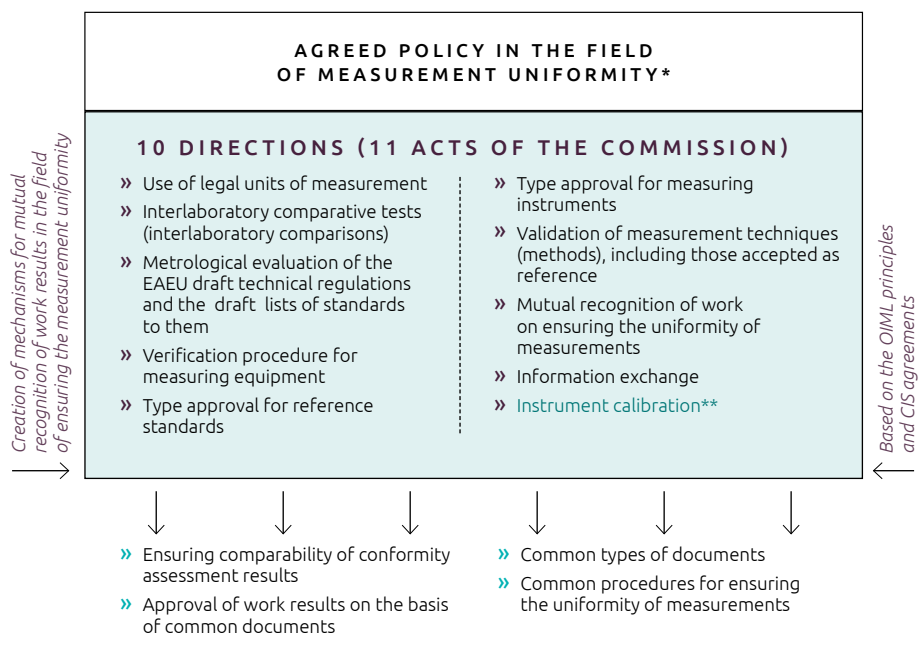 AGREED POLICY IN THE FIELD
OF MEASUREMENT UNIFORMITY*
Creation of mechanisms for mutual
recognition of work results in the field
of ensuring the measurement uniformity
10 DIRECTIONS (11 ACTS OF THE COMMISSION)
» Use of legal units of measurement
» Interlaboratory comparative tests
(interlaboratory comparisons)
» Metrological evaluation of the
EAEU draft technical regulations
and the draft lists of standards
to them
» Verification procedure for
measuring equipment
» Type approval for reference
standards
» Type approval for measuring
instruments
» Validation of measurement techniques
(methods), including those accepted as
reference
» Mutual recognition of work
on ensuring the uniformity of
measurements
» Information exchange
» Instrument calibration**
Based on the OIML principles
and CIS agreements
» Ensuring comparability of conformity
assessment results
» Approval of work results on the basis
of common documents
» Common types of documents
» Common procedures for ensuring
the uniformity of measurements